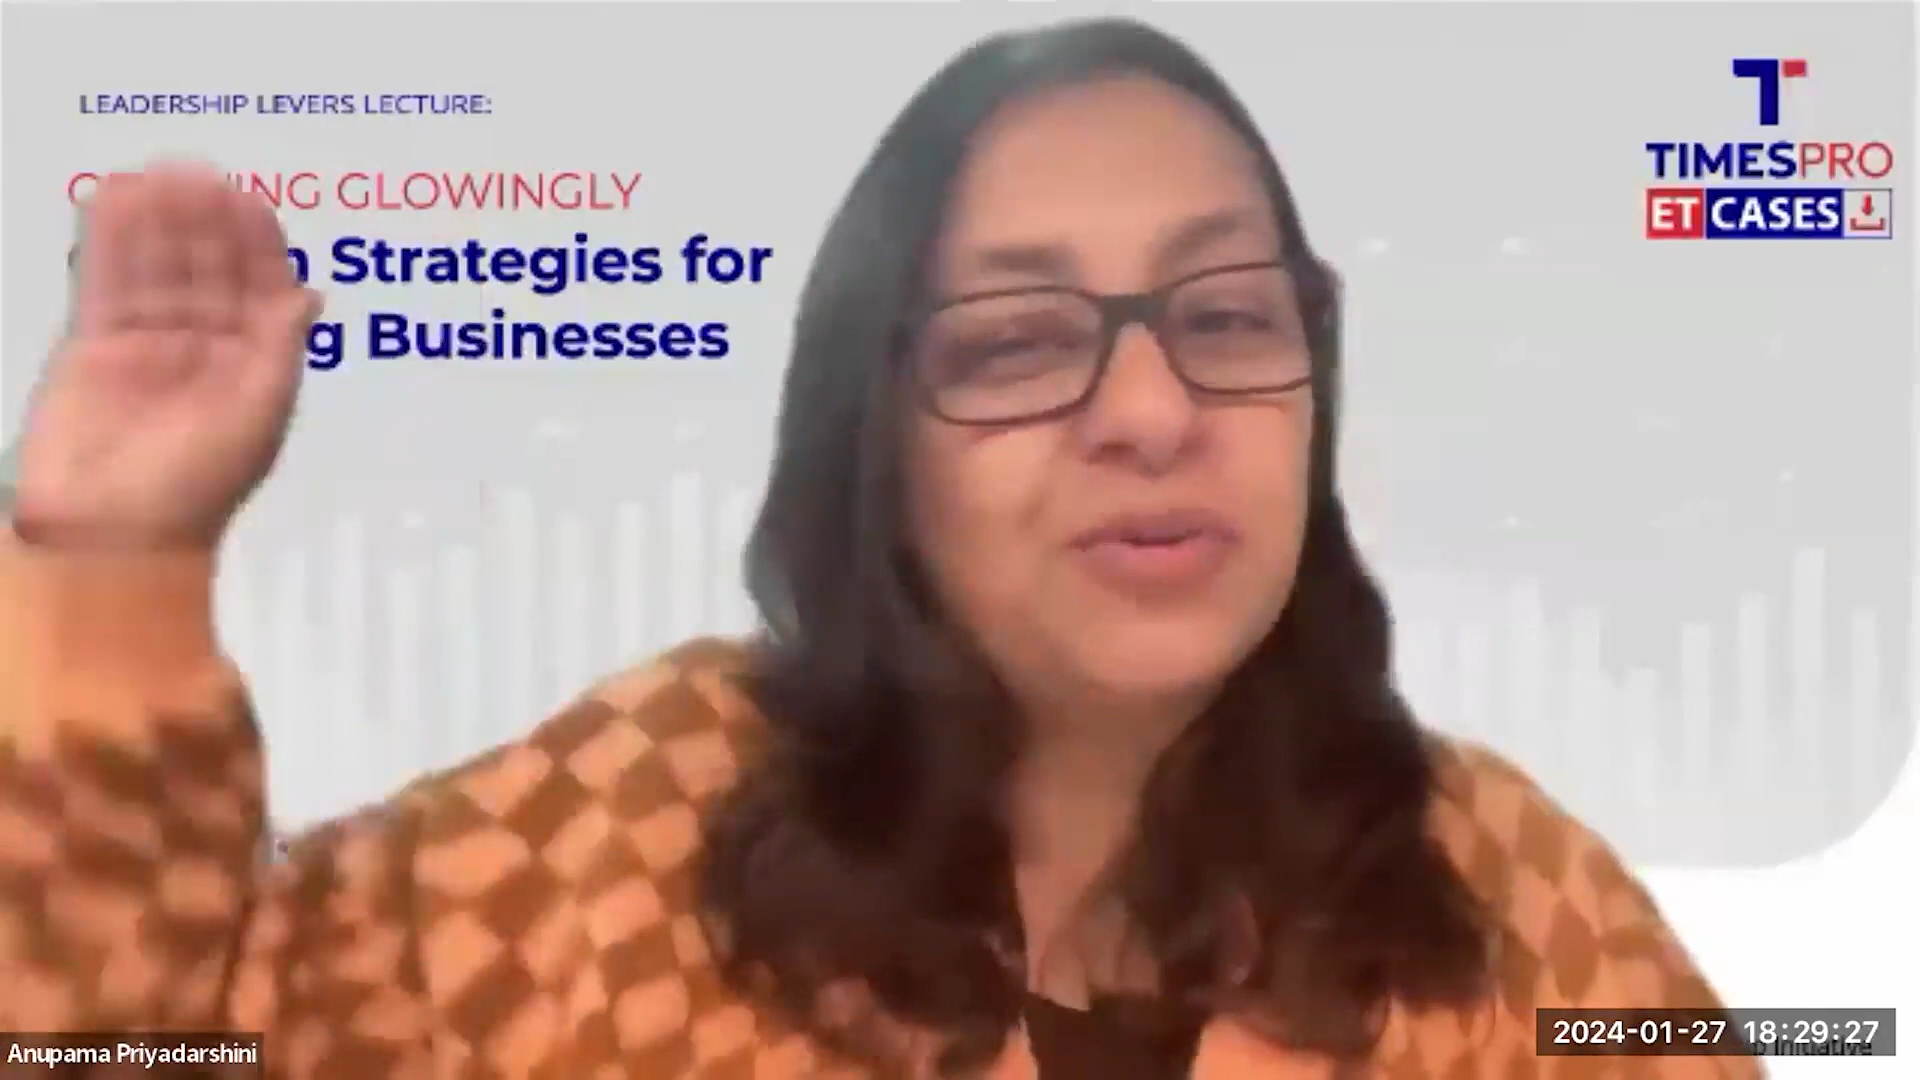 LEADERSHIP LEVERS LECTURE:
GLOWINGLY
Strategies for
Businesses
TIMESPRO
ET CASES
Anupama Priyadarshini
2024-01-27 18:29:27